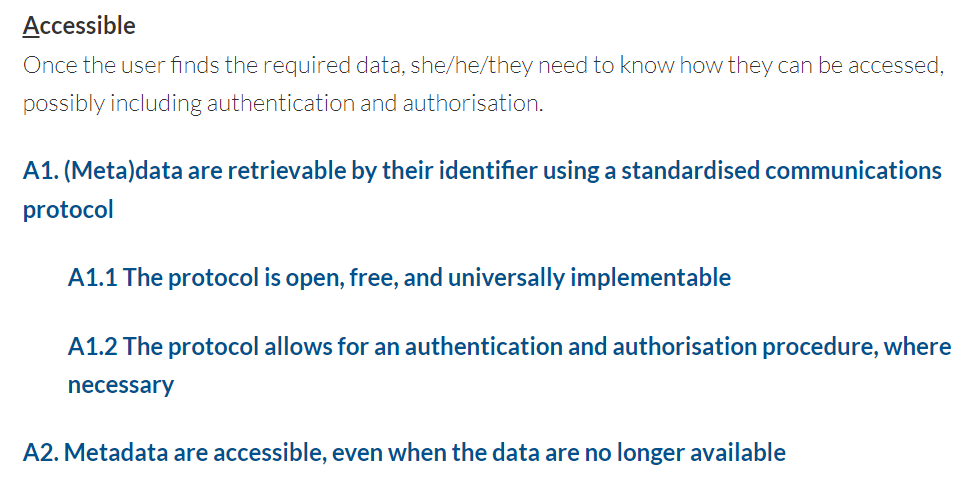 Accessible
Once the user finds the required data, she/he/they need to know how they can be accessed,
possibly including authentication and authorisation.
A1. (Meta)data are retrievable by their identifier using a standardised communications
protocol
A1.1 The protocol is open, free, and universally implementable
A1.2 The protocol allows for an authentication and authorisation procedure, where
necessary
A2. Metadata are accessible, even when the data are no longer available